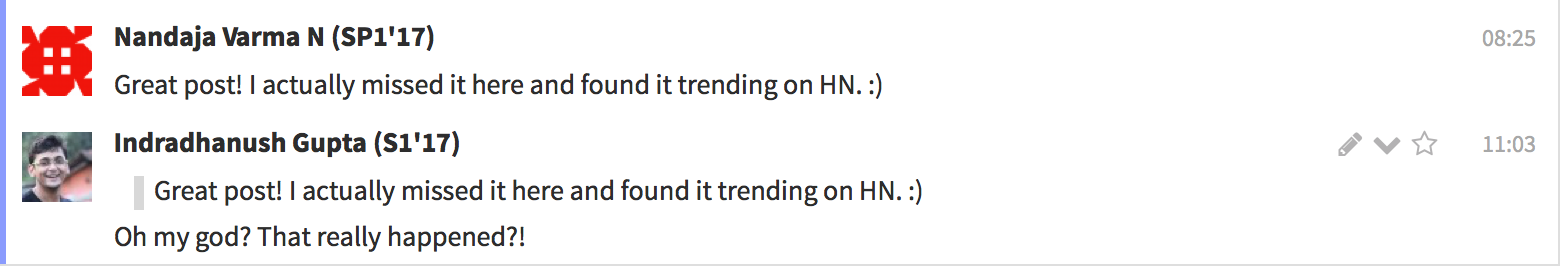 Nandaja Varma N (SP1'17) 08:25
Great post! I actually missed it here and found it trending on HN. :)
Indradhanush Gupta (S1'17) 11:03
Great post! I actually missed it here and found it trending on HN. :)
Oh my god? That really happened?!